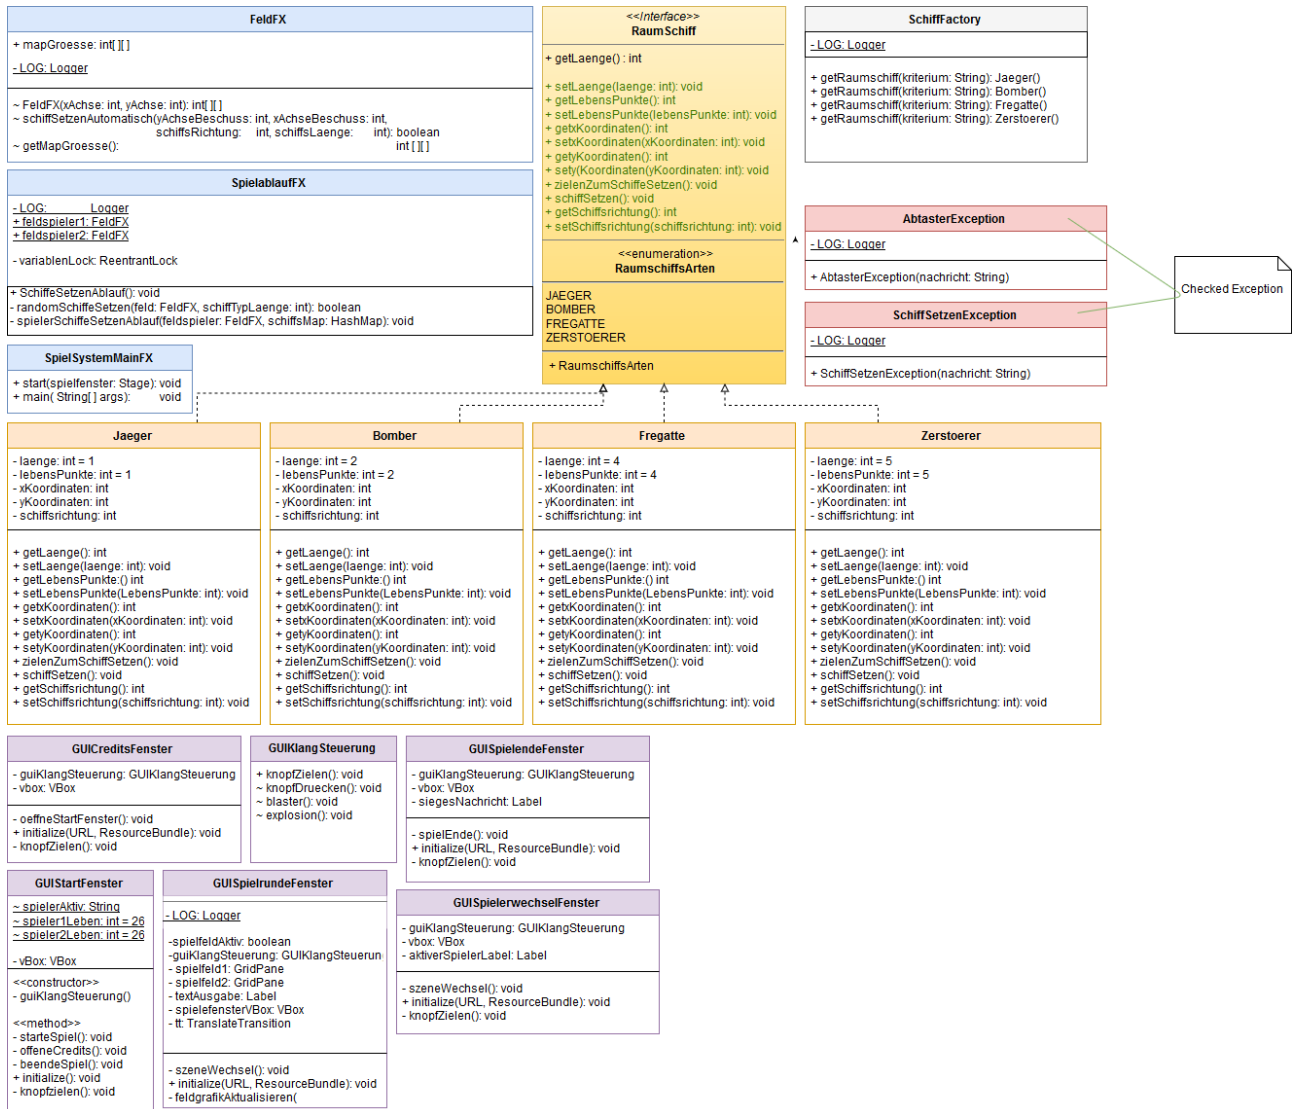 FeldFX
+ mapGroesse: int[ ][ ]
- LOG: Logger
~ FeldFX(xAchse: int, yAchse: int): int[ ][ ]
~ schiffSetzenAutomatisch(yAchseBeschuss: int, xAchseBeschuss: int,
schiffsRichtung: int, schiffsLaenge: int): boolean
~ getMapGroesse(): int [ ][ ]
SpielablaufFX
- LOG: Logger
+ feldspieler1: FeldFX
+ feldspieler2: FeldFX
- variablenLock: ReentrantLock
+ SchiffeSetzenAblauf(): void
- randomSchiffeSetzen(feld: FeldFX, schiffTypLaenge: int): boolean
- spielerSchiffeSetzenAblauf(feldspieler: FeldFX, schiffsMap: HashMap): void
SpielSystemMainFX
+ start(spielfenster: Stage): void
+ main( String[ ] args): void
<<Interface>>
RaumSchiff
+ getLaenge() : int
+ setLaenge(laenge: int): void
+ getLebensPunkte(): int
+ setLebensPunkte(lebensPunkte: int): void
+ getxKoordinaten(): int
+ setxKoordinaten(xKoordinaten: int): void
+ getyKoordinaten(): int
+ sety(Koordinaten(yKoordinaten: int): void
+ zielenZumSchiffeSetzen(): void
+ schiffSetzen(): void
+ getSchiffsrichtung(): int
+ setSchiffsrichtung(schiffsrichtung: int): void
<<enumeration>>
RaumschiffsArten
JAEGER
BOMBER
FREGATTE
ZERSTOERER
+ RaumschiffsArten
SchiffFactory
- LOG: Logger
+ getRaumschiff(kriterium: String): Jaeger()
+ getRaumschiff(kriterium: String): Bomber()
+ getRaumschiff(kriterium: String): Fregatte()
+ getRaumschiff(kriterium: String): Zerstoerer()
AbtasterException
- LOG: Logger
+ AbtasterException(nachricht: String)
SchiffSetzenException
- LOG: Logger
+ SchiffSetzenException(nachricht: String)
Checked Exception
Jaeger
- laenge: int = 1
- lebensPunkte: int = 1
- xKoordinaten: int
- yKoordinaten: int
- schiffsrichtung: int
+ getLaenge(): int
+ setLaenge(laenge: int): void
+ getLebensPunkte:() int
+ setLebensPunkte(LebensPunkte: int): void
+ getxKoordinaten(): int
+ setxKoordinaten(xKoordinaten: int): void
+ getyKoordinaten(): int
+ setyKoordinaten(yKoordinaten: int): void
+ zielenZumSchiffSetzen(): void
+ schiffSetzen(): void
+ getSchiffsrichtung(): int
+ setSchiffsrichtung(schiffsrichtung: int): void
Bomber
- laenge: int = 2
- lebensPunkte: int = 2
- xKoordinaten: int
- yKoordinaten: int
- schiffsrichtung: int
+ getLaenge(): int
+ setLaenge(laenge: int): void
+ getLebensPunkte:() int
+ setLebensPunkte(LebensPunkte: int): void
+ getxKoordinaten(): int
+ setxKoordinaten(xKoordinaten: int): void
+ getyKoordinaten(): int
+ setyKoordinaten(yKoordinaten: int): void
+ zielenZumSchiffSetzen(): void
+ schiffSetzen(): void
+ getSchiffsrichtung(): int
+ setSchiffsrichtung(schiffsrichtung: int): void
Fregatte
- laenge: int = 4
- lebensPunkte: int = 4
- xKoordinaten: int
- yKoordinaten: int
- schiffsrichtung: int
+ getLaenge(): int
+ setLaenge(laenge: int): void
+ getLebensPunkte:() int
+ setLebensPunkte(LebensPunkte: int): void
+ getxKoordinaten(): int
+ setxKoordinaten(xKoordinaten: int): void
+ getyKoordinaten(): int
+ setyKoordinaten(yKoordinaten: int): void
+ zielenZumSchiffSetzen(): void
+ schiffSetzen(): void
+ getSchiffsrichtung(): int
+ setSchiffsrichtung(schiffsrichtung: int): void
Zerstoerer
- laenge: int = 5
- lebensPunkte: int = 5
- xKoordinaten: int
- yKoordinaten: int
- schiffsrichtung: int
+ getLaenge(): int
+ setLaenge(laenge: int): void
+ getLebensPunkte:() int
+ setLebensPunkte(LebensPunkte: int): void
+ getxKoordinaten(): int
+ setxKoordinaten(xKoordinaten: int): void
+ getyKoordinaten(): int
+ setyKoordinaten(yKoordinaten: int): void
+ zielenZumSchiffSetzen(): void
+ schiffSetzen(): void
+ getSchiffsrichtung(): int
+ setSchiffsrichtung(schiffsrichtung: int): void
GUICreditsFenster
- guiKlangSteuerung: GUIKlangSteuerung
- vbox: VBox
- oeffneStartFenster(): void
+ initialize(URL, ResourceBundle): void
- knopfZielen(): void
GUIKlangSteuerung
+ knopfZielen(): void
~ knopfDruecken(): void
~ blaster(): void
~ explosion(): void
GUISpielendeFenster
- guiKlangSteuerung: GUIKlangSteuerung
- vbox: VBox
- siegesNachricht: Label
- spielEnde(): void
+ initialize(URL, ResourceBundle): void
- knopfZielen(): void
GUIStartFenster
~ spielerAktiv: String
~ spieler1Leben: int = 26
~ spieler2Leben: int = 26
- vBox: VBox
<<constructor>>
- guiKlangSteuerung()
<<method>>
- starteSpiel(): void
- offeneCredits(): void
- beendeSpiel(): void
+ initialize(): void
- knopfzielen(): void
GUISpielrundeFenster
- LOG: Logger
-spielfeldAktiv: boolean
-guiKlangSteuerung: GUIKlangSteuerun
- spielfeld1: GridPane
- spielfeld2: GridPane
- textAusgabe: Label
- spielefensterVBox: VBox
- tt: TranslateTransition
- szeneWechsel(): void
+ initialize(URL, ResourceBundle): void
- feldgrafikAktualisieren(
GUISpielerwechselFenster
- guiKlangSteuerung: GUIKlangSteuerung
- vbox: VBox
- aktiverSpielerLabel: Label
- szeneWechsel(): void
+ initialize(URL, ResourceBundle): void
- knopfZielen(): void